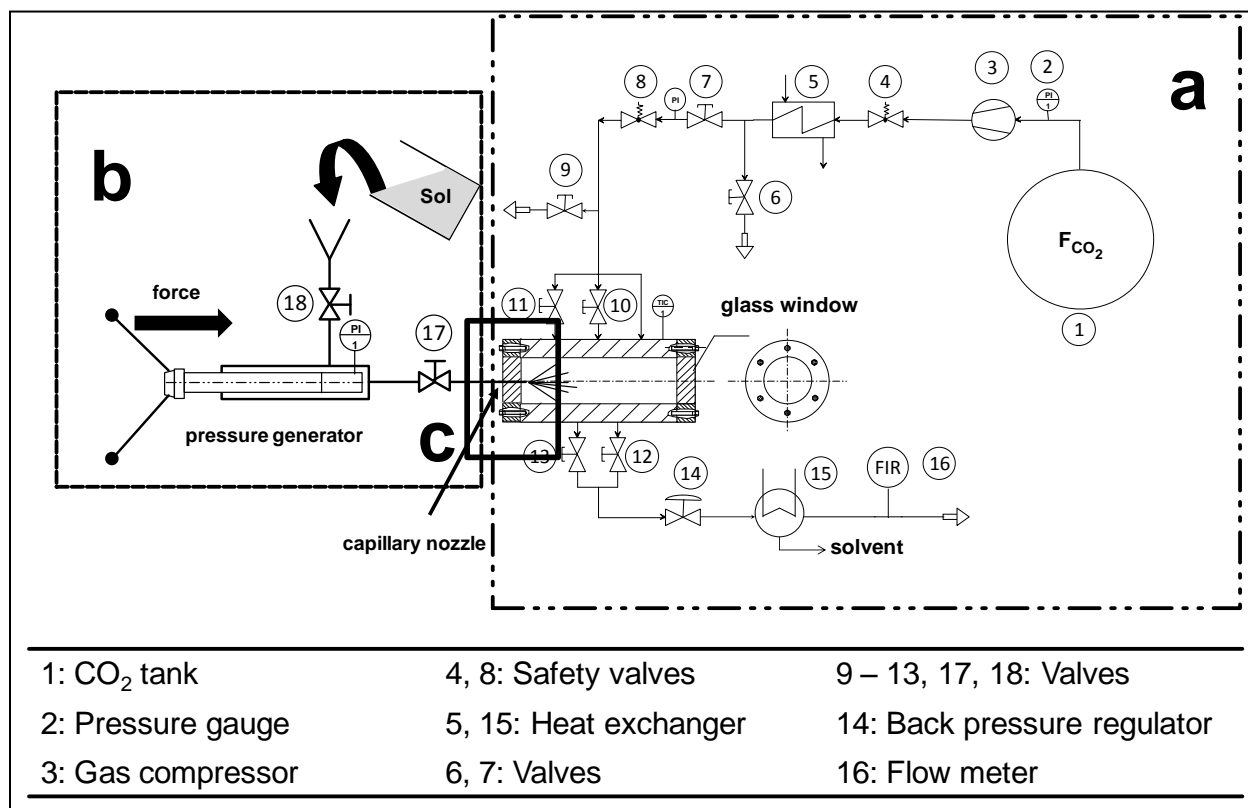 a
8
7
5
4
3
2
PI
PI
1
b
Sol
9
6
F_CO₂
force
18
11
10
TIC
1
glass window
1
PI
1
17
pressure generator
c
13
12
14
15
FIR
16
capillary nozzle
solvent
1: CO₂ tank
4, 8: Safety valves
9 – 13, 17, 18: Valves
2: Pressure gauge
5, 15: Heat exchanger
14: Back pressure regulator
3: Gas compressor
6, 7: Valves
16: Flow meter